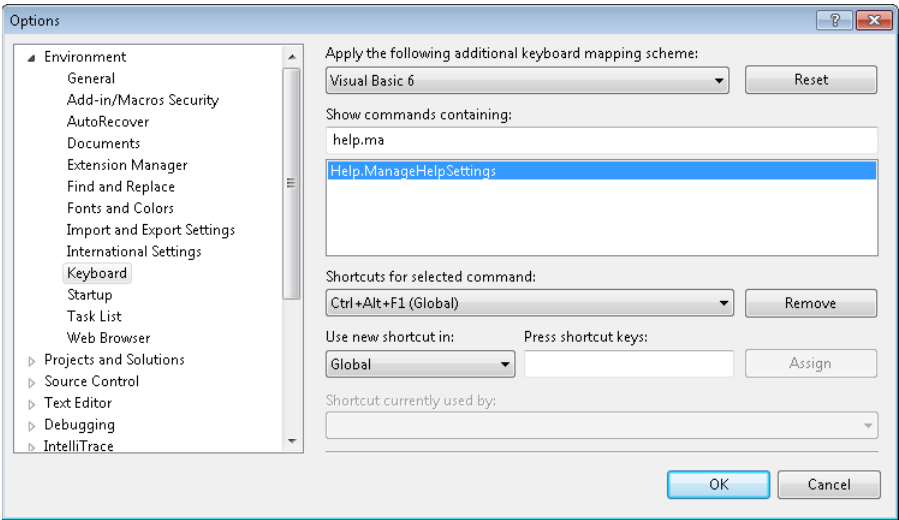 Options
Environment
General
Add-in/Macros Security
AutoRecover
Documents
Extension Manager
Find and Replace
Fonts and Colors
Import and Export Settings
International Settings
Keyboard
Startup
Task List
Web Browser
Projects and Solutions
Source Control
Text Editor
Debugging
IntelliTrace
Apply the following additional keyboard mapping scheme:
Visual Basic 6
Reset
Show commands containing:
help.ma
Help.ManageHelpSettings
Shortcuts for selected command:
Ctrl+Alt+F1 (Global)
Remove
Use new shortcut in:
Press shortcut keys:
Global
Assign
Shortcut currently used by:
OK
Cancel